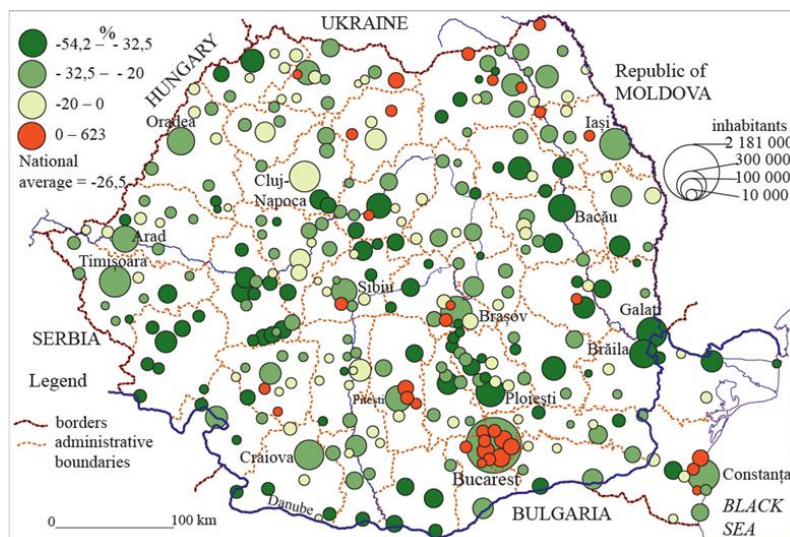 %
-54,2 – - 32,5
- 32,5 – - 20
-20 – 0
0 – 623
National
average = -26,5
UKRAINE
HUNGARY
Republic of
MOLDOVA
inhabitants
2 181 000
300 000
100 000
10 000
Oradea
Iași
Cluj-
Napoca
Bacău
Arad
Timișoara
Sibiu
Brașov
Galați
Brăila
SERBIA
Legend
borders
administrative
boundaries
Pitești
Ploiești
Craiova
Bucarest
Constanța
Danube
BULGARIA
BLACK
SEA
0 100 km